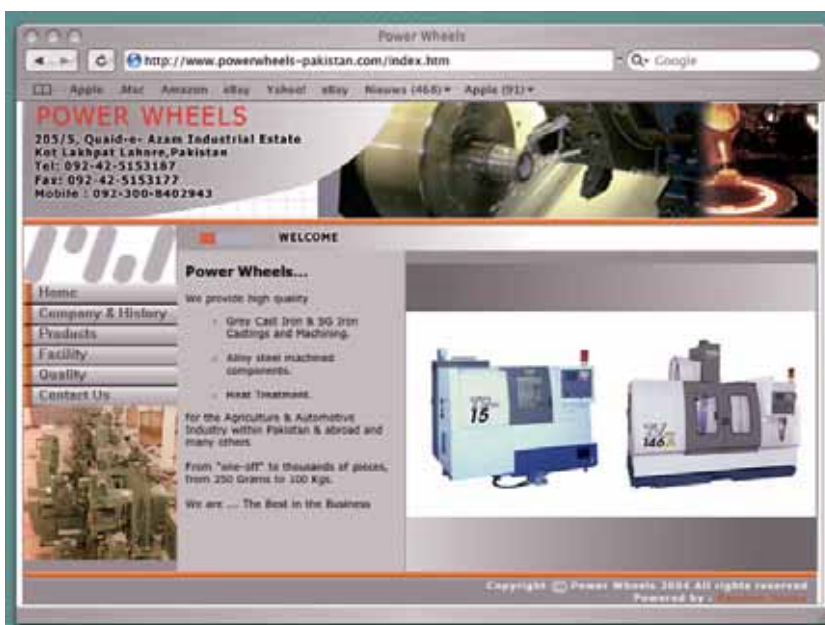 Power Wheels
http://www.powerwheels-pakistan.com/index.htm
Google
Apple Mac Amazon eBay Yahoo! eBay Nieuws (468) Apple (91)
POWER WHEELS
205/5, Quaid-e- Azam Industrial Estate
Kot Lakhpat Lahore,Pakistan
Tel: 092-42-5153187
Fax: 092-42-5153177
Mobile : 092-300-8402943
WELCOME
Home
Company & History
Products
Facility
Quality
Contact Us
Power Wheels...
We provide high quality
Grey Cast Iron & SG Iron
Castings and Machining.
Alloy steel machined
components.
Heat Treatment.
for the Agriculture & Automotive
Industry within Pakistan & abroad and
many others
From "one-off" to thousands of pieces,
from 250 Grams to 100 Kgs.
We are .... The Best in the Business
15
146
Copyright © Power Wheels 2004 All rights reserved
Powered by :